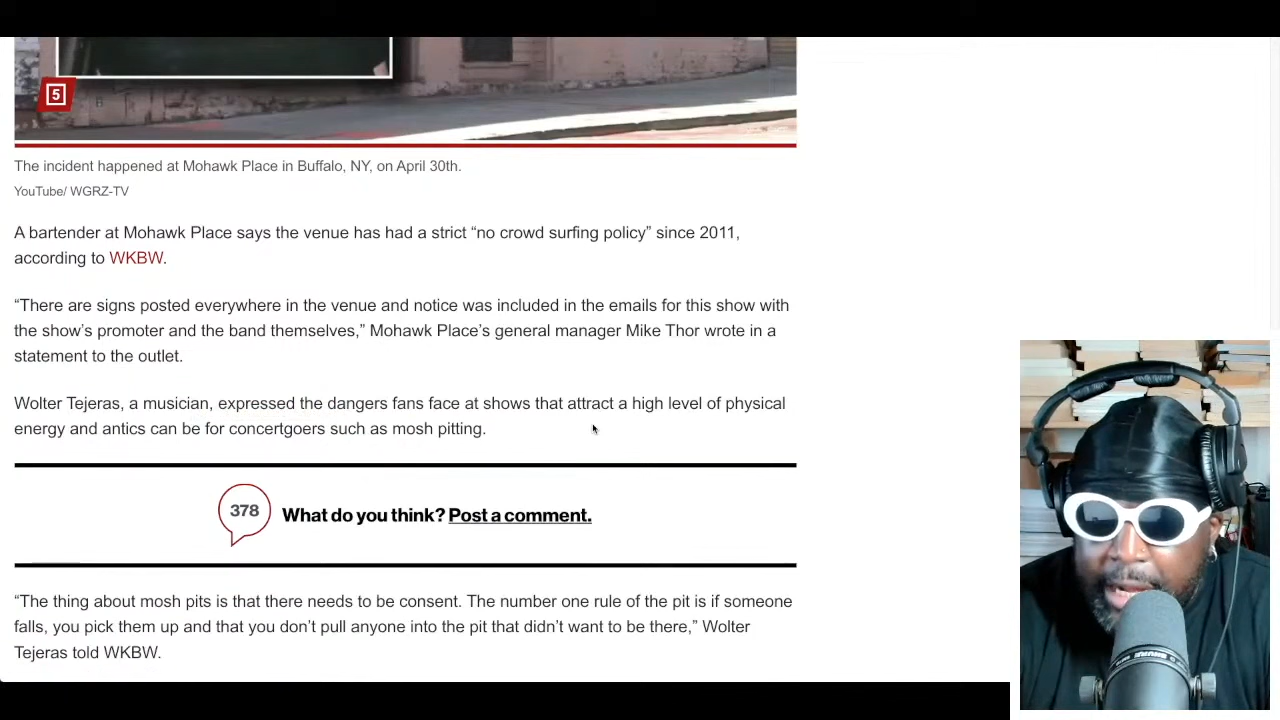 5
The incident happened at Mohawk Place in Buffalo, NY, on April 30th.
YouTube/ WGRZ-TV
A bartender at Mohawk Place says the venue has had a strict “no crowd surfing policy” since 2011,
according to WKBW.
“There are signs posted everywhere in the venue and notice was included in the emails for this show with
the show’s promoter and the band themselves,” Mohawk Place’s general manager Mike Thor wrote in a
statement to the outlet.
Wolter Tejeras, a musician, expressed the dangers fans face at shows that attract a high level of physical
energy and antics can be for concertgoers such as mosh pitting.
378
What do you think? Post a comment.
“The thing about mosh pits is that there needs to be consent. The number one rule of the pit is if someone
falls, you pick them up and that you don’t pull anyone into the pit that didn’t want to be there,” Wolter
Tejeras told WKBW.